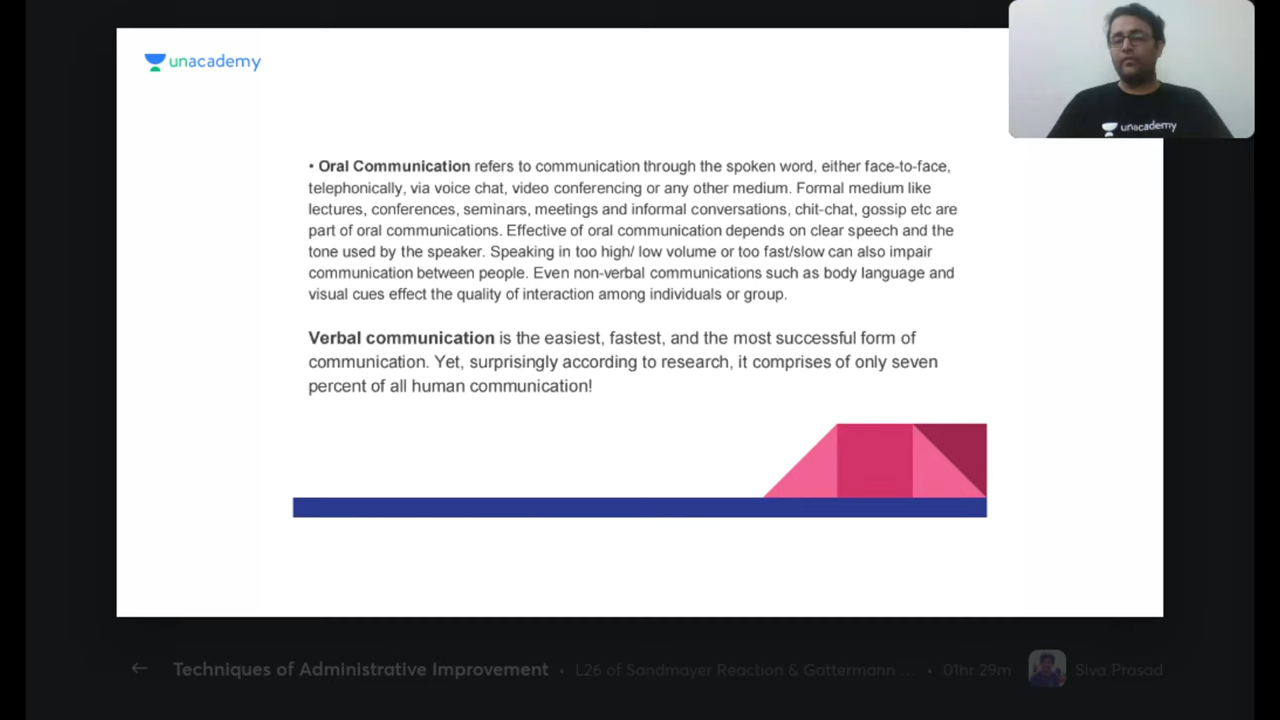 unacademy
unacademy
• Oral Communication refers to communication through the spoken word, either face-to-face,
telephonically, via voice chat, video conferencing or any other medium. Formal medium like
lectures, conferences, seminars, meetings and informal conversations, chit-chat, gossip etc are
part of oral communications. Effective of oral communication depends on clear speech and the
tone used by the speaker. Speaking in too high/ low volume or too fast/slow can also impair
communication between people. Even non-verbal communications such as body language and
visual cues effect the quality of interaction among individuals or group.
Verbal communication is the easiest, fastest, and the most successful form of
communication. Yet, surprisingly according to research, it comprises of only seven
percent of all human communication!
Techniques of Administrative Improvement • L26 of Sandmayer Reaction & Gattermann ... • 01hr 29m Siva Prasad